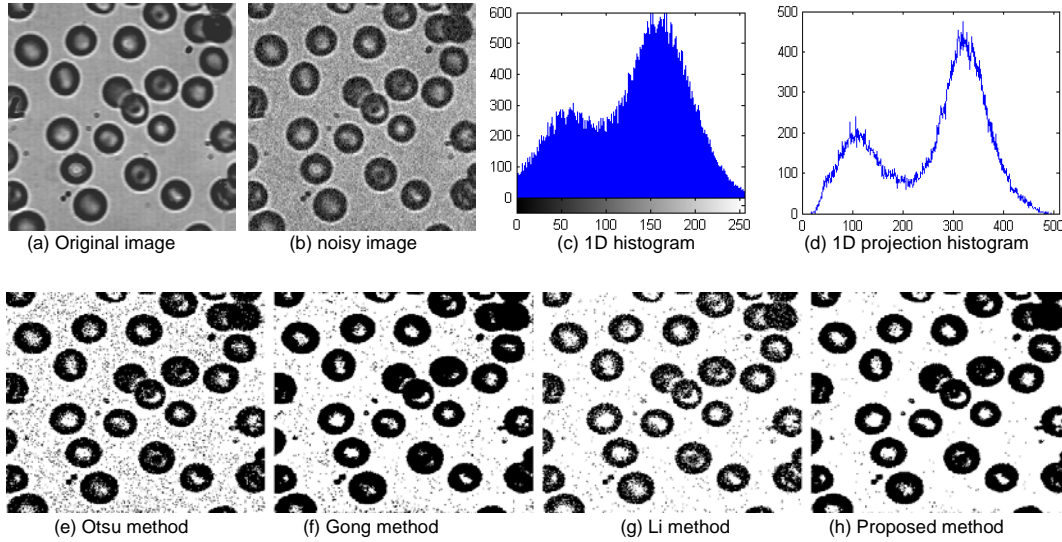 600
500
400
300
200
100
0
0 50 100 150 200 250
500
400
300
200
100
0
0 100 200 300 400 500
(a) Original image
(b) noisy image
(c) 1D histogram
(d) 1D projection histogram
(e) Otsu method
(f) Gong method
(g) Li method
(h) Proposed method